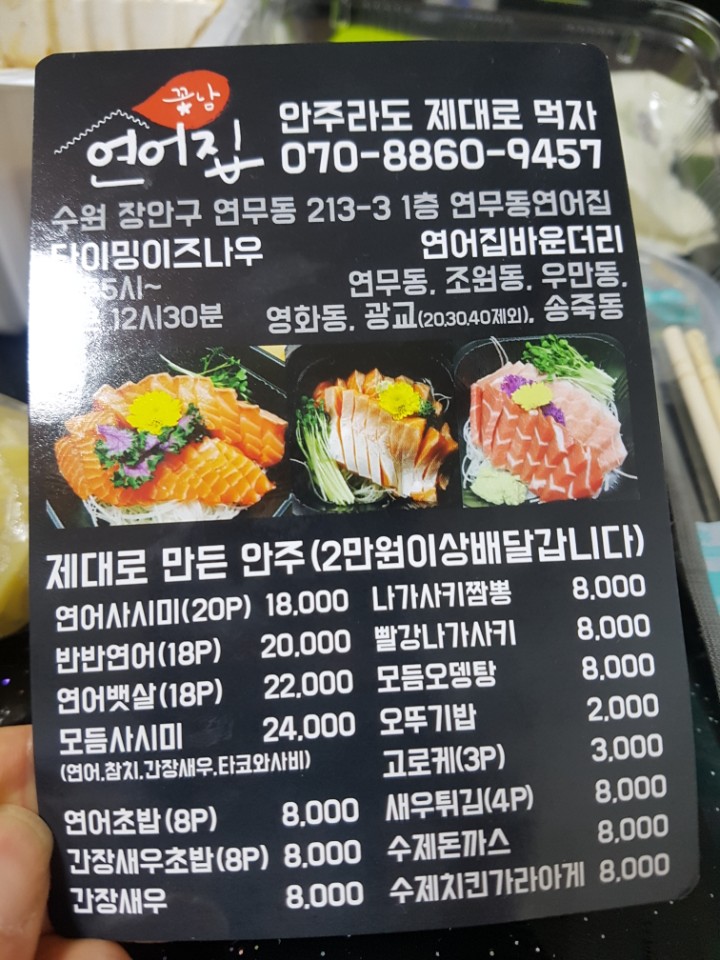 꽃남
연어집
안주라도 제대로 먹자
070-8860-9457
수원 장안구 연무동 213-3 1층 연무동연어집
타이밍이즈나우
5시~
12시30분
연어집바운더리
연무동. 조원동. 우만동.
영화동. 광교(20.30.40제외). 송죽동
제대로 만든 안주(2만원이상배달갑니다)
연어사시미(20P) 18,000
반반연어(18P) 20,000
연어뱃살(18P) 22,000
모듬사시미 24,000
(연어.참치.간장새우.타코와사비)
연어초밥(8P) 8,000
간장새우초밥(8P) 8,000
간장새우 8,000
나가사키짬뽕 8,000
빨강나가사키 8,000
모듬오뎅탕 8,000
오뚜기밥 2,000
고로케(3P) 3,000
새우튀김(4P) 8,000
수제돈까스 8,000
수제치킨가라아게 8,000